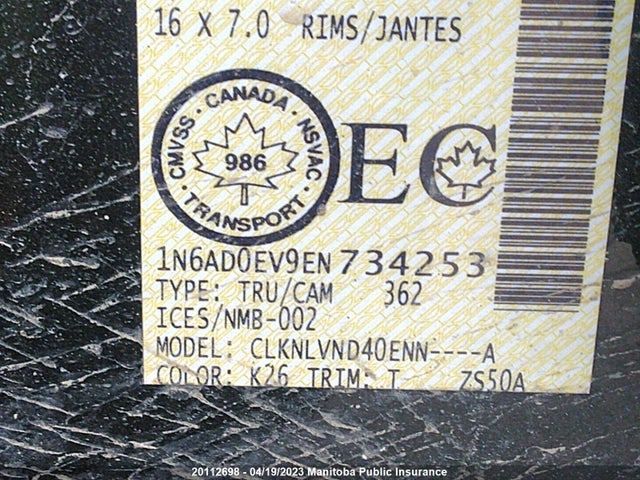 16 X 7.0 RIMS/JANTES
CMVSS · CANADA · NSVAC · TRANSPORT ·
986
EC
1N6AD0EV9EN734253
TYPE: TRU/CAM 362
ICES/NMB-002
MODEL: CLKNLVND40ENN----A
COLOR: K26 TRIM: T ZS50A
20112698 - 04/19/2023 Manitoba Public Insurance